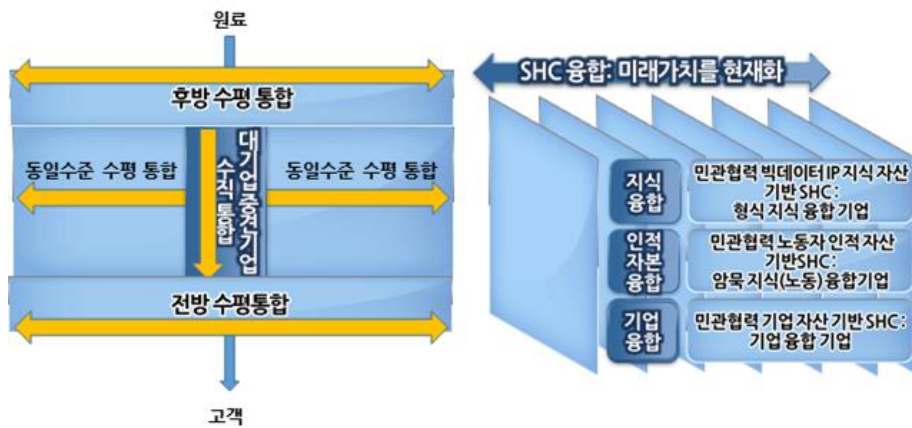 원료
후방 수평 통합
동일수준 수평 통합
대기업중견기업
수직 통합
동일수준 수평 통합
전방 수평통합
고객
SHC 융합: 미래가치를 현재화
지식
융합
민관협력 빅데이터 IP 지식 자산
기반 SHC :
형식 지식 융합 기업
인적
자본
융합
민관협력 노동자 인적 자산
기반SHC:
암묵 지식(노동) 융합기업
기업
융합
민관협력 기업 자산 기반 SHC :
기업 융합 기업